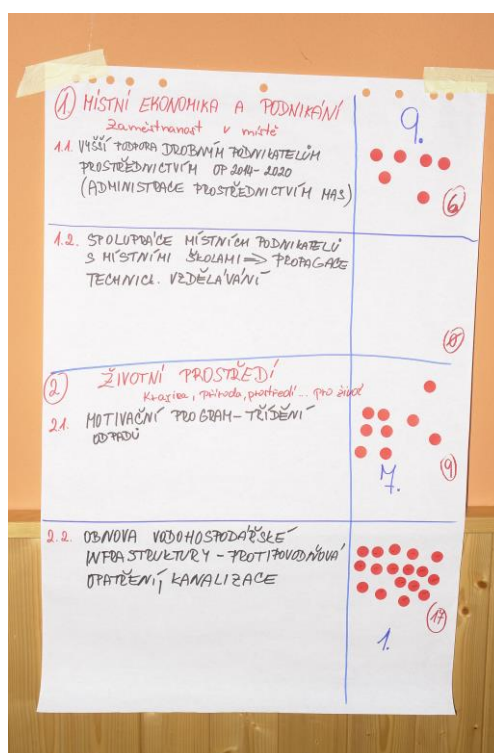 ① MÍSTNÍ EKONOMIKA A PODNIKÁNÍ
Zaměstnanost v místě
9.
1.1. VYŠŠÍ PODPORA DROBNÝM PODNIKATELŮM
PROSTŘEDNICTVÍM OP 2014-2020
(ADMINISTRACE PROSTŘEDNICTVÍM MAS)
6
1.2. SPOLUPRÁCE MÍSTNÍCH PODNIKATELŮ
S MÍSTNÍMI ŠKOLAMI => PROPAGACE
TECHNICK. VZDĚLÁVÁNÍ
0
② ŽIVOTNÍ PROSTŘEDÍ
Krajina, příroda, prostředí... pro život
2.1. MOTIVAČNÍ PROGRAM - TŘÍDĚNÍ
ODPADŮ
9
7.
2.2. OBNOVA VODOHOSPODÁŘSKÉ
INFRASTRUKTURY - PROTIPOVODŇOVÁ
OPATŘENÍ, KANALIZACE
17
1.